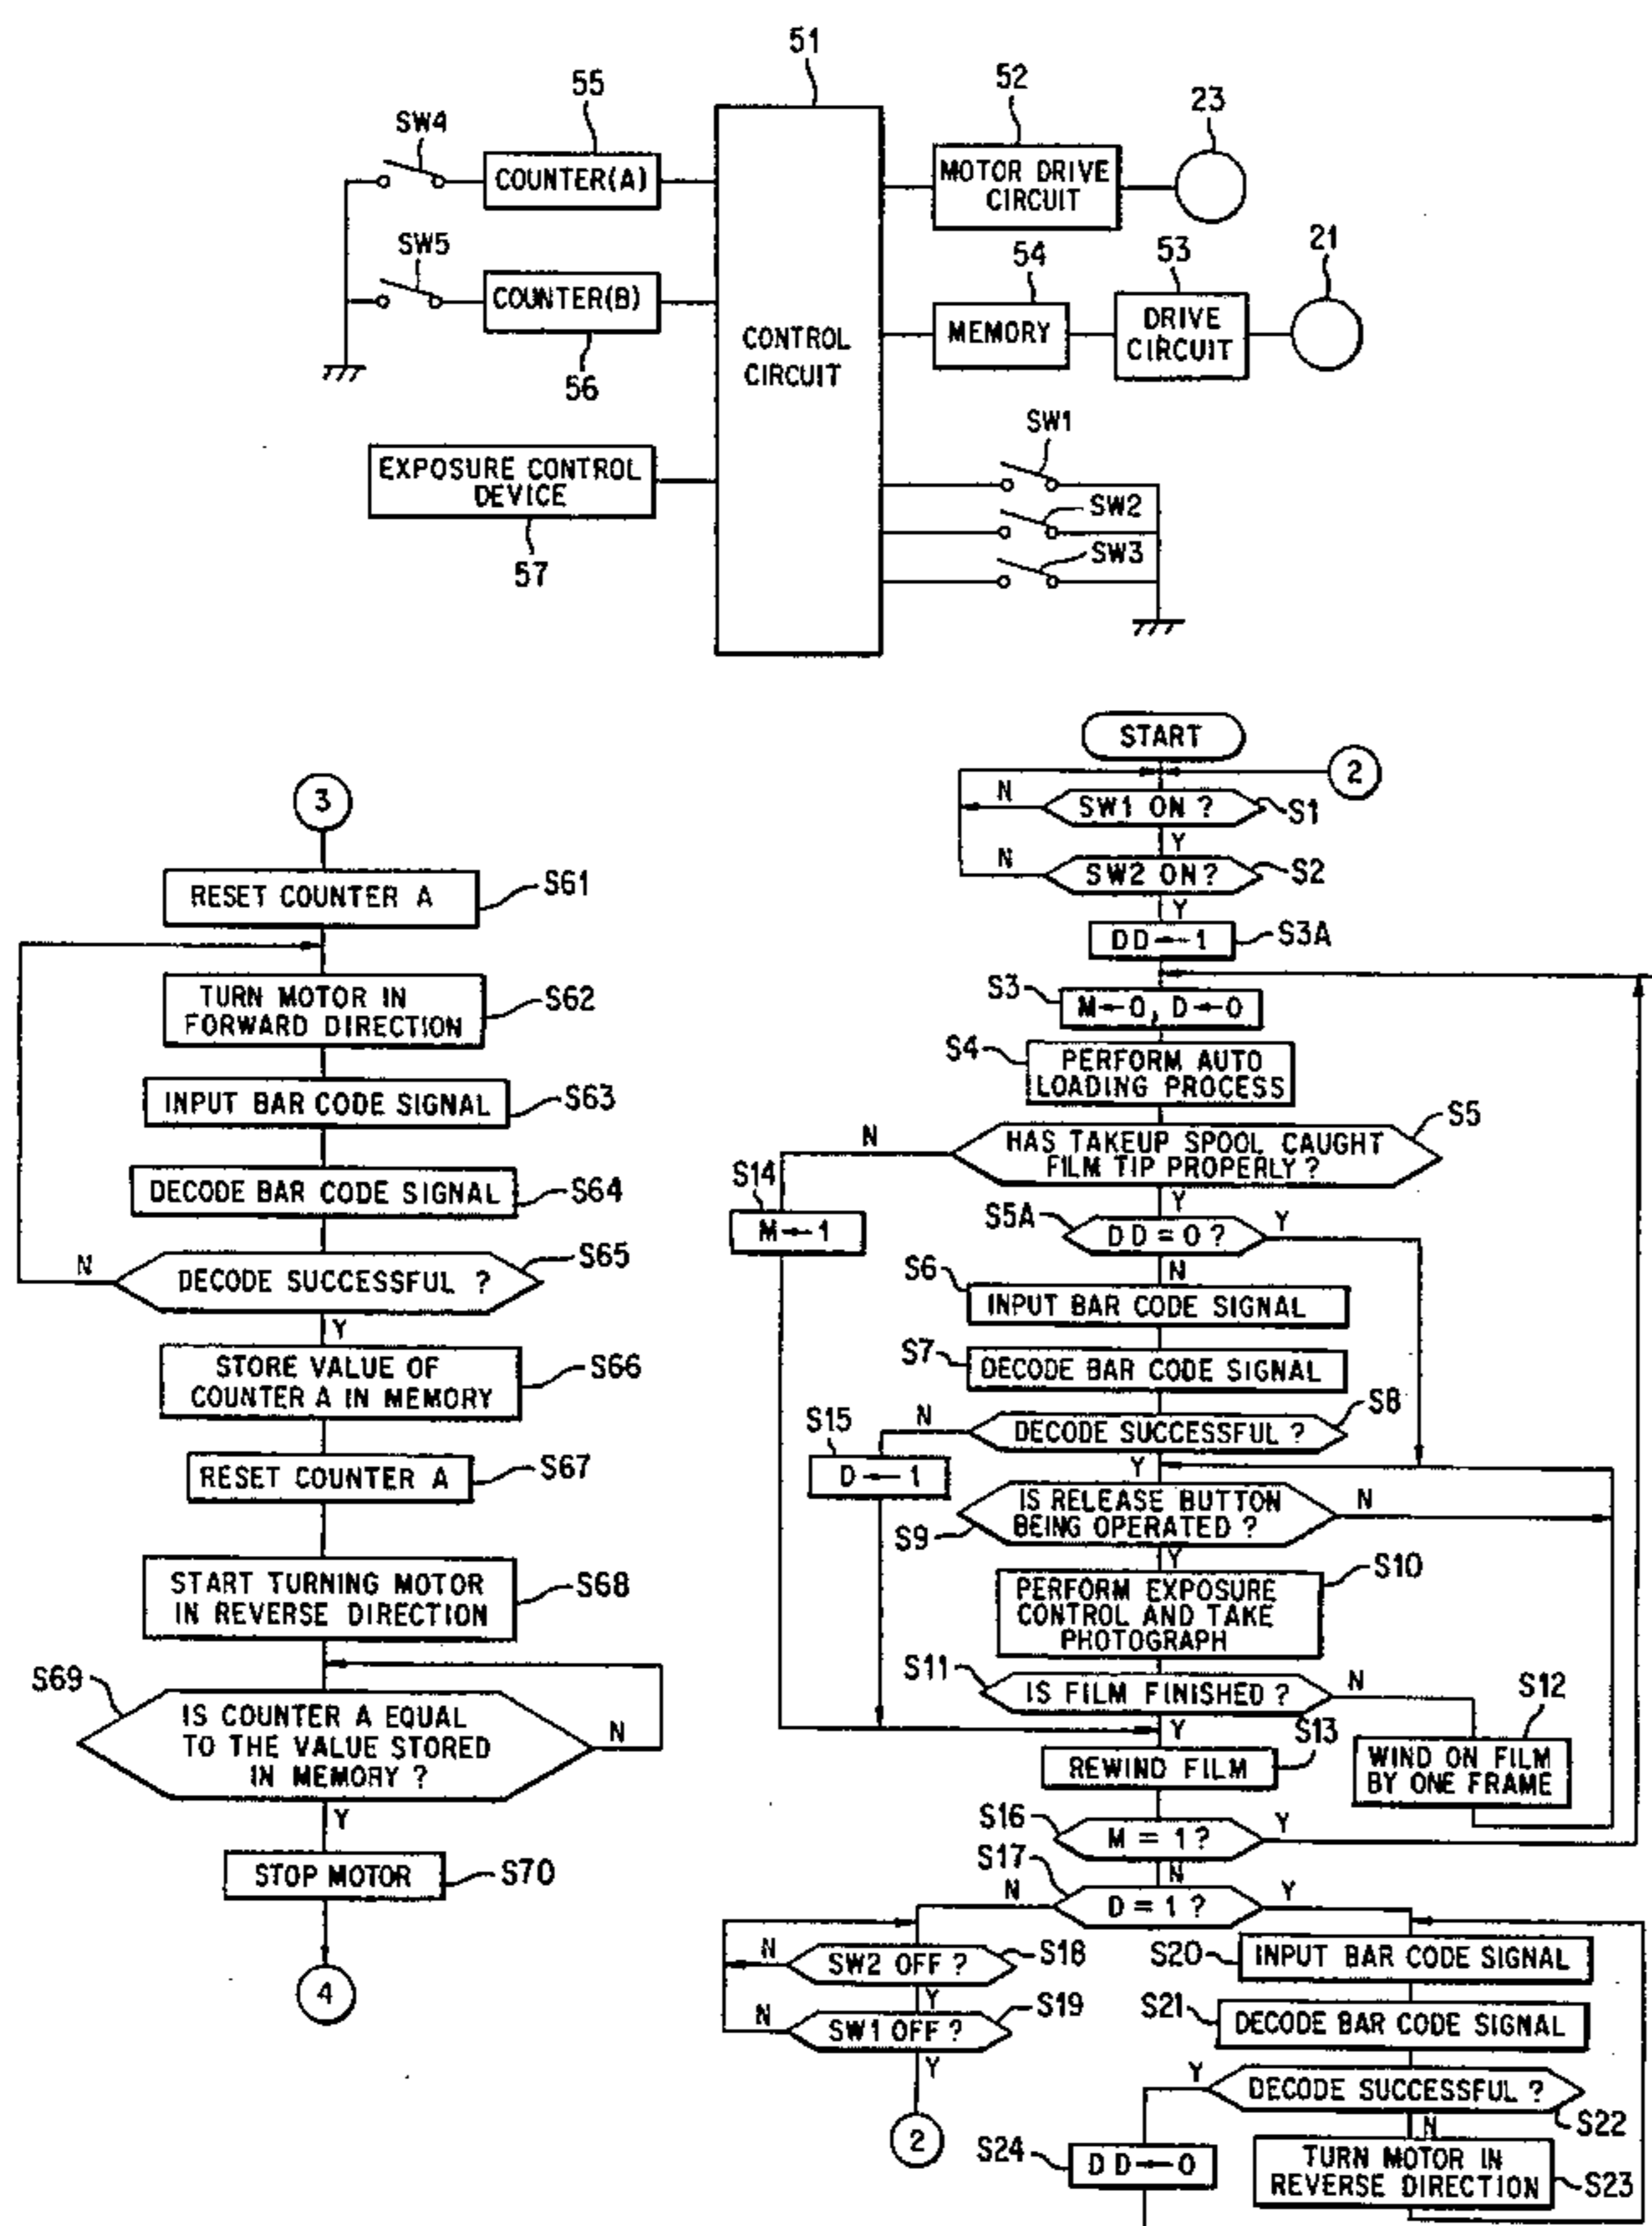 51
55
52
23
SW4
COUNTER(A)
MOTOR DRIVE
CIRCUIT
SW5
54
53
21
COUNTER(B)
MEMORY
DRIVE
CIRCUIT
CONTROL
CIRCUIT
56
SW1
EXPOSURE CONTROL
DEVICE
SW2
SW3
57
3
RESET COUNTER A
S61
TURN MOTOR IN
FORWARD DIRECTION
S62
INPUT BAR CODE SIGNAL
S63
DECODE BAR CODE SIGNAL
S64
DECODE SUCCESSFUL ?
S65
N
Y
STORE VALUE OF
COUNTER A IN MEMORY
S66
RESET COUNTER A
S67
START TURNING MOTOR
IN REVERSE DIRECTION
S68
S69
IS COUNTER A EQUAL
TO THE VALUE STORED
IN MEMORY ?
N
Y
STOP MOTOR
S70
4
START
2
N
SW1 ON ?
S1
Y
N
SW2 ON?
S2
Y
DD←1
S3A
S3
M←0, D←0
S4
PERFORM AUTO
LOADING PROCESS
S5
N
HAS TAKEUP SPOOL CAUGHT
FILM TIP PROPERLY ?
S14
Y
M←1
S5A
DD = 0 ?
Y
N
S6
INPUT BAR CODE SIGNAL
S7
DECODE BAR CODE SIGNAL
S8
S15
N
DECODE SUCCESSFUL ?
D←1
Y
IS RELEASE BUTTON
BEING OPERATED ?
N
S9
Y
S10
PERFORM EXPOSURE
CONTROL AND TAKE
PHOTOGRAPH
S11
IS FILM FINISHED ?
N
S12
Y
S13
REWIND FILM
WIND ON FILM
BY ONE FRAME
S16
M = 1 ?
Y
S17
N
N
D = 1 ?
Y
N
SW2 OFF ?
S18
S20
INPUT BAR CODE SIGNAL
Y
N
SW1 OFF ?
S19
S21
DECODE BAR CODE SIGNAL
Y
Y
DECODE SUCCESSFUL ?
S22
2
N
S24
DD←0
TURN MOTOR IN
REVERSE DIRECTION
S23